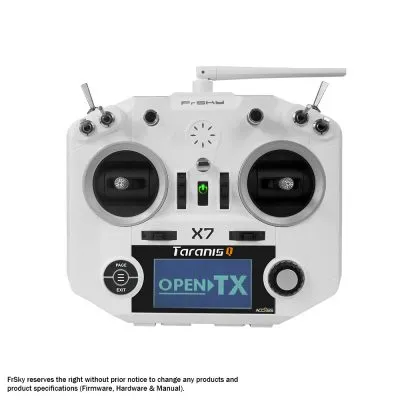 FrSKY
X7
Taranis Q
PAGE
EXIT
OPEN TX
ACCESS
FrSky reserves the right without prior notice to change any products and
product specifications (Firmware, Hardware & Manual).